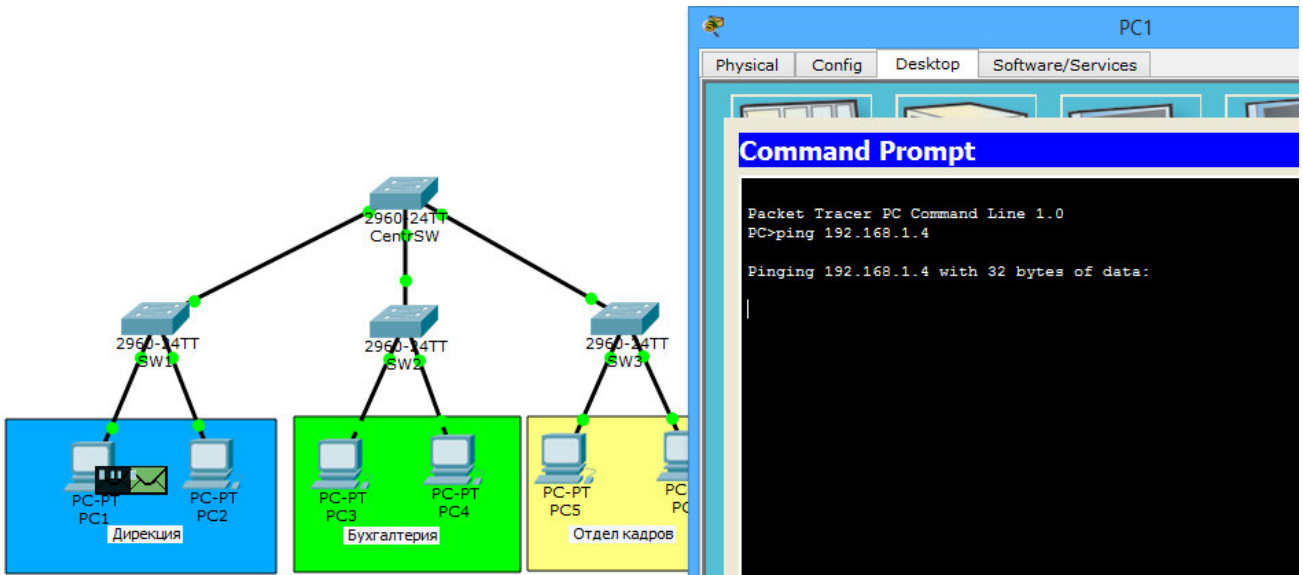 PC1
Physical Config Desktop Software/Services
Command Prompt
Packet Tracer PC Command Line 1.0
PC>ping 192.168.1.4
Pinging 192.168.1.4 with 32 bytes of data:
2960-24TT
CentrSW
2960-24TT
SW1
2960-24TT
SW2
2960-24TT
SW3
PC-PT
PC1
PC-PT
PC2
Дирекция
PC-PT
PC3
PC-PT
PC4
Бухгалтерия
PC-PT
PC5
PC
PC
Отдел кадров